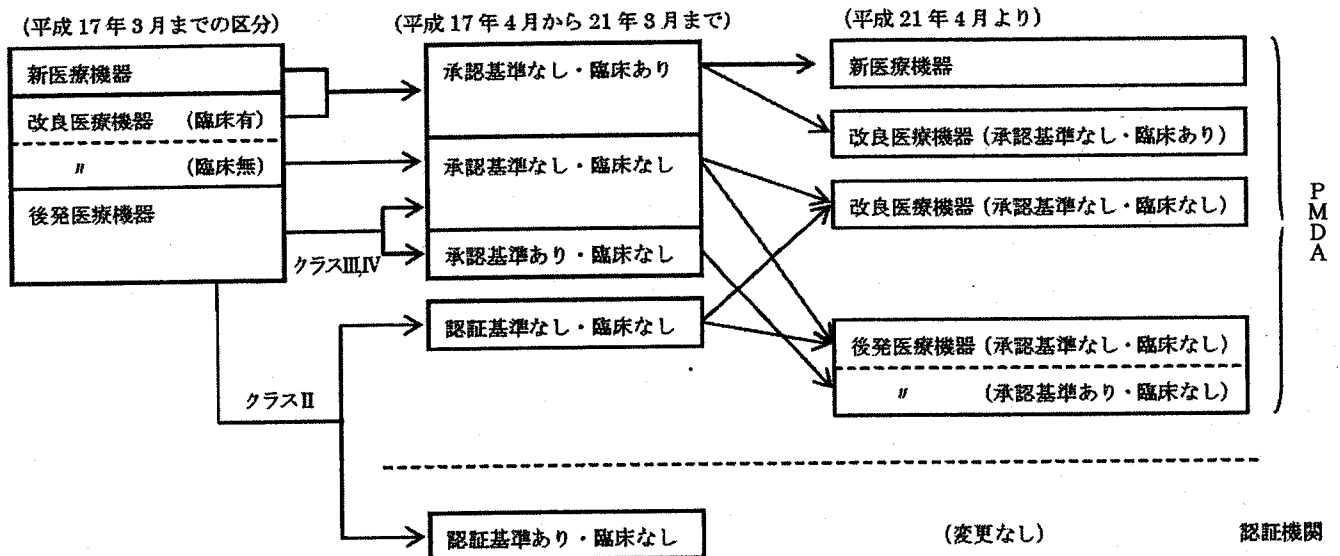 (平成 17 年 3 月までの区分)
(平成 17 年 4 月から 21 年 3 月まで)
(平成 21 年 4 月より)
新医療機器
改良医療機器 (臨床有)
〃 (臨床無)
後発医療機器
クラスⅢ,Ⅳ
クラスⅡ
承認基準なし・臨床あり
承認基準なし・臨床なし
承認基準あり・臨床なし
認証基準なし・臨床なし
認証基準あり・臨床なし
新医療機器
改良医療機器 (承認基準なし・臨床あり)
改良医療機器 (承認基準なし・臨床なし)
後発医療機器 (承認基準なし・臨床なし)
〃 (承認基準あり・臨床なし)
(変更なし)
PMDA
認証機関